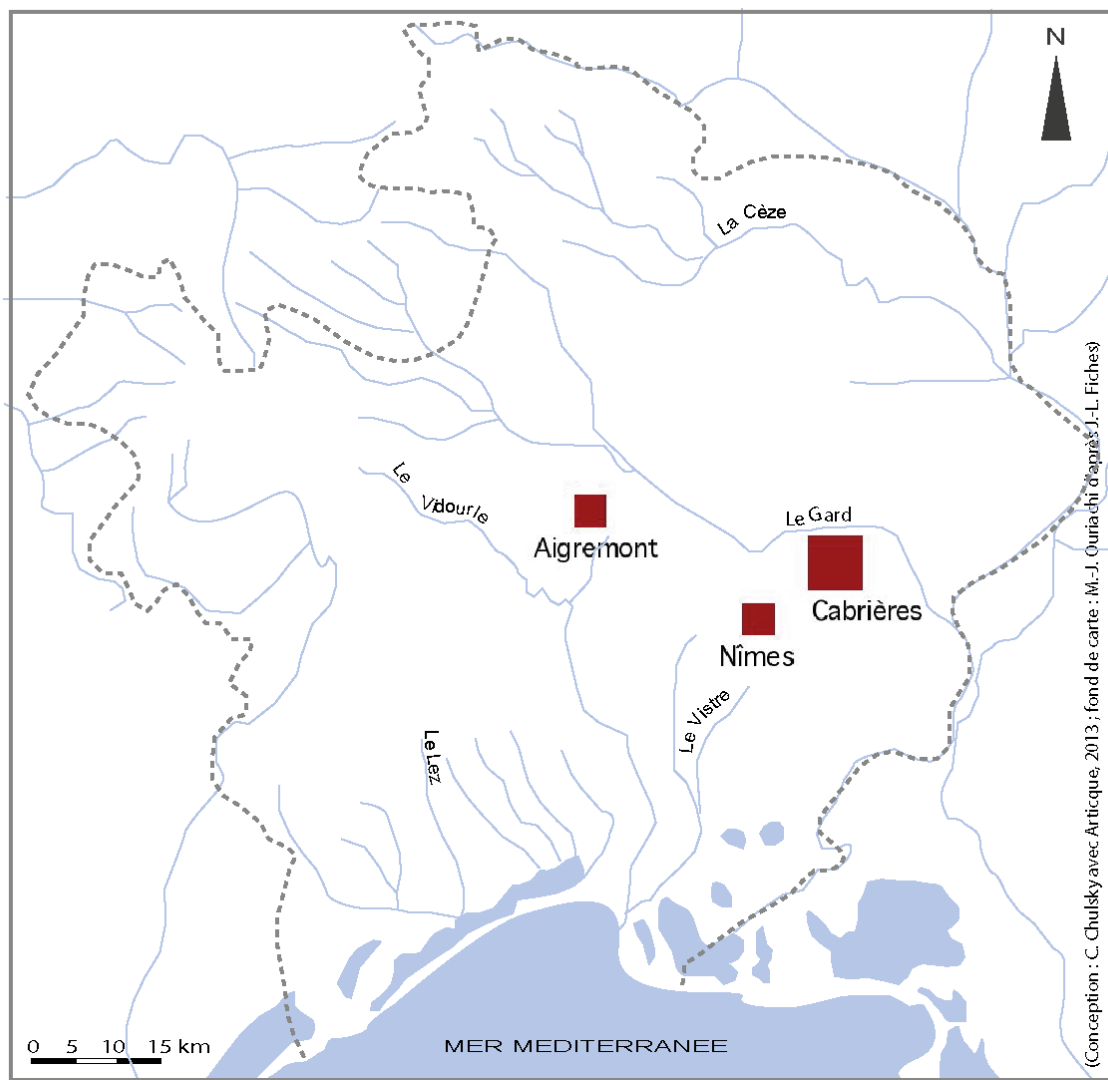 N
La Cèze
Le Vidourle
Le Gard
Aigremont
Cabrières
Nîmes
Le Vistre
Le Lez
0 5 10 15 km
MER MEDITERRANEE
(Conception : C. Chulsky avec Articque, 2013 ; fond de carte : M.-J. Ouriachi d'après J.-L. Fiches)